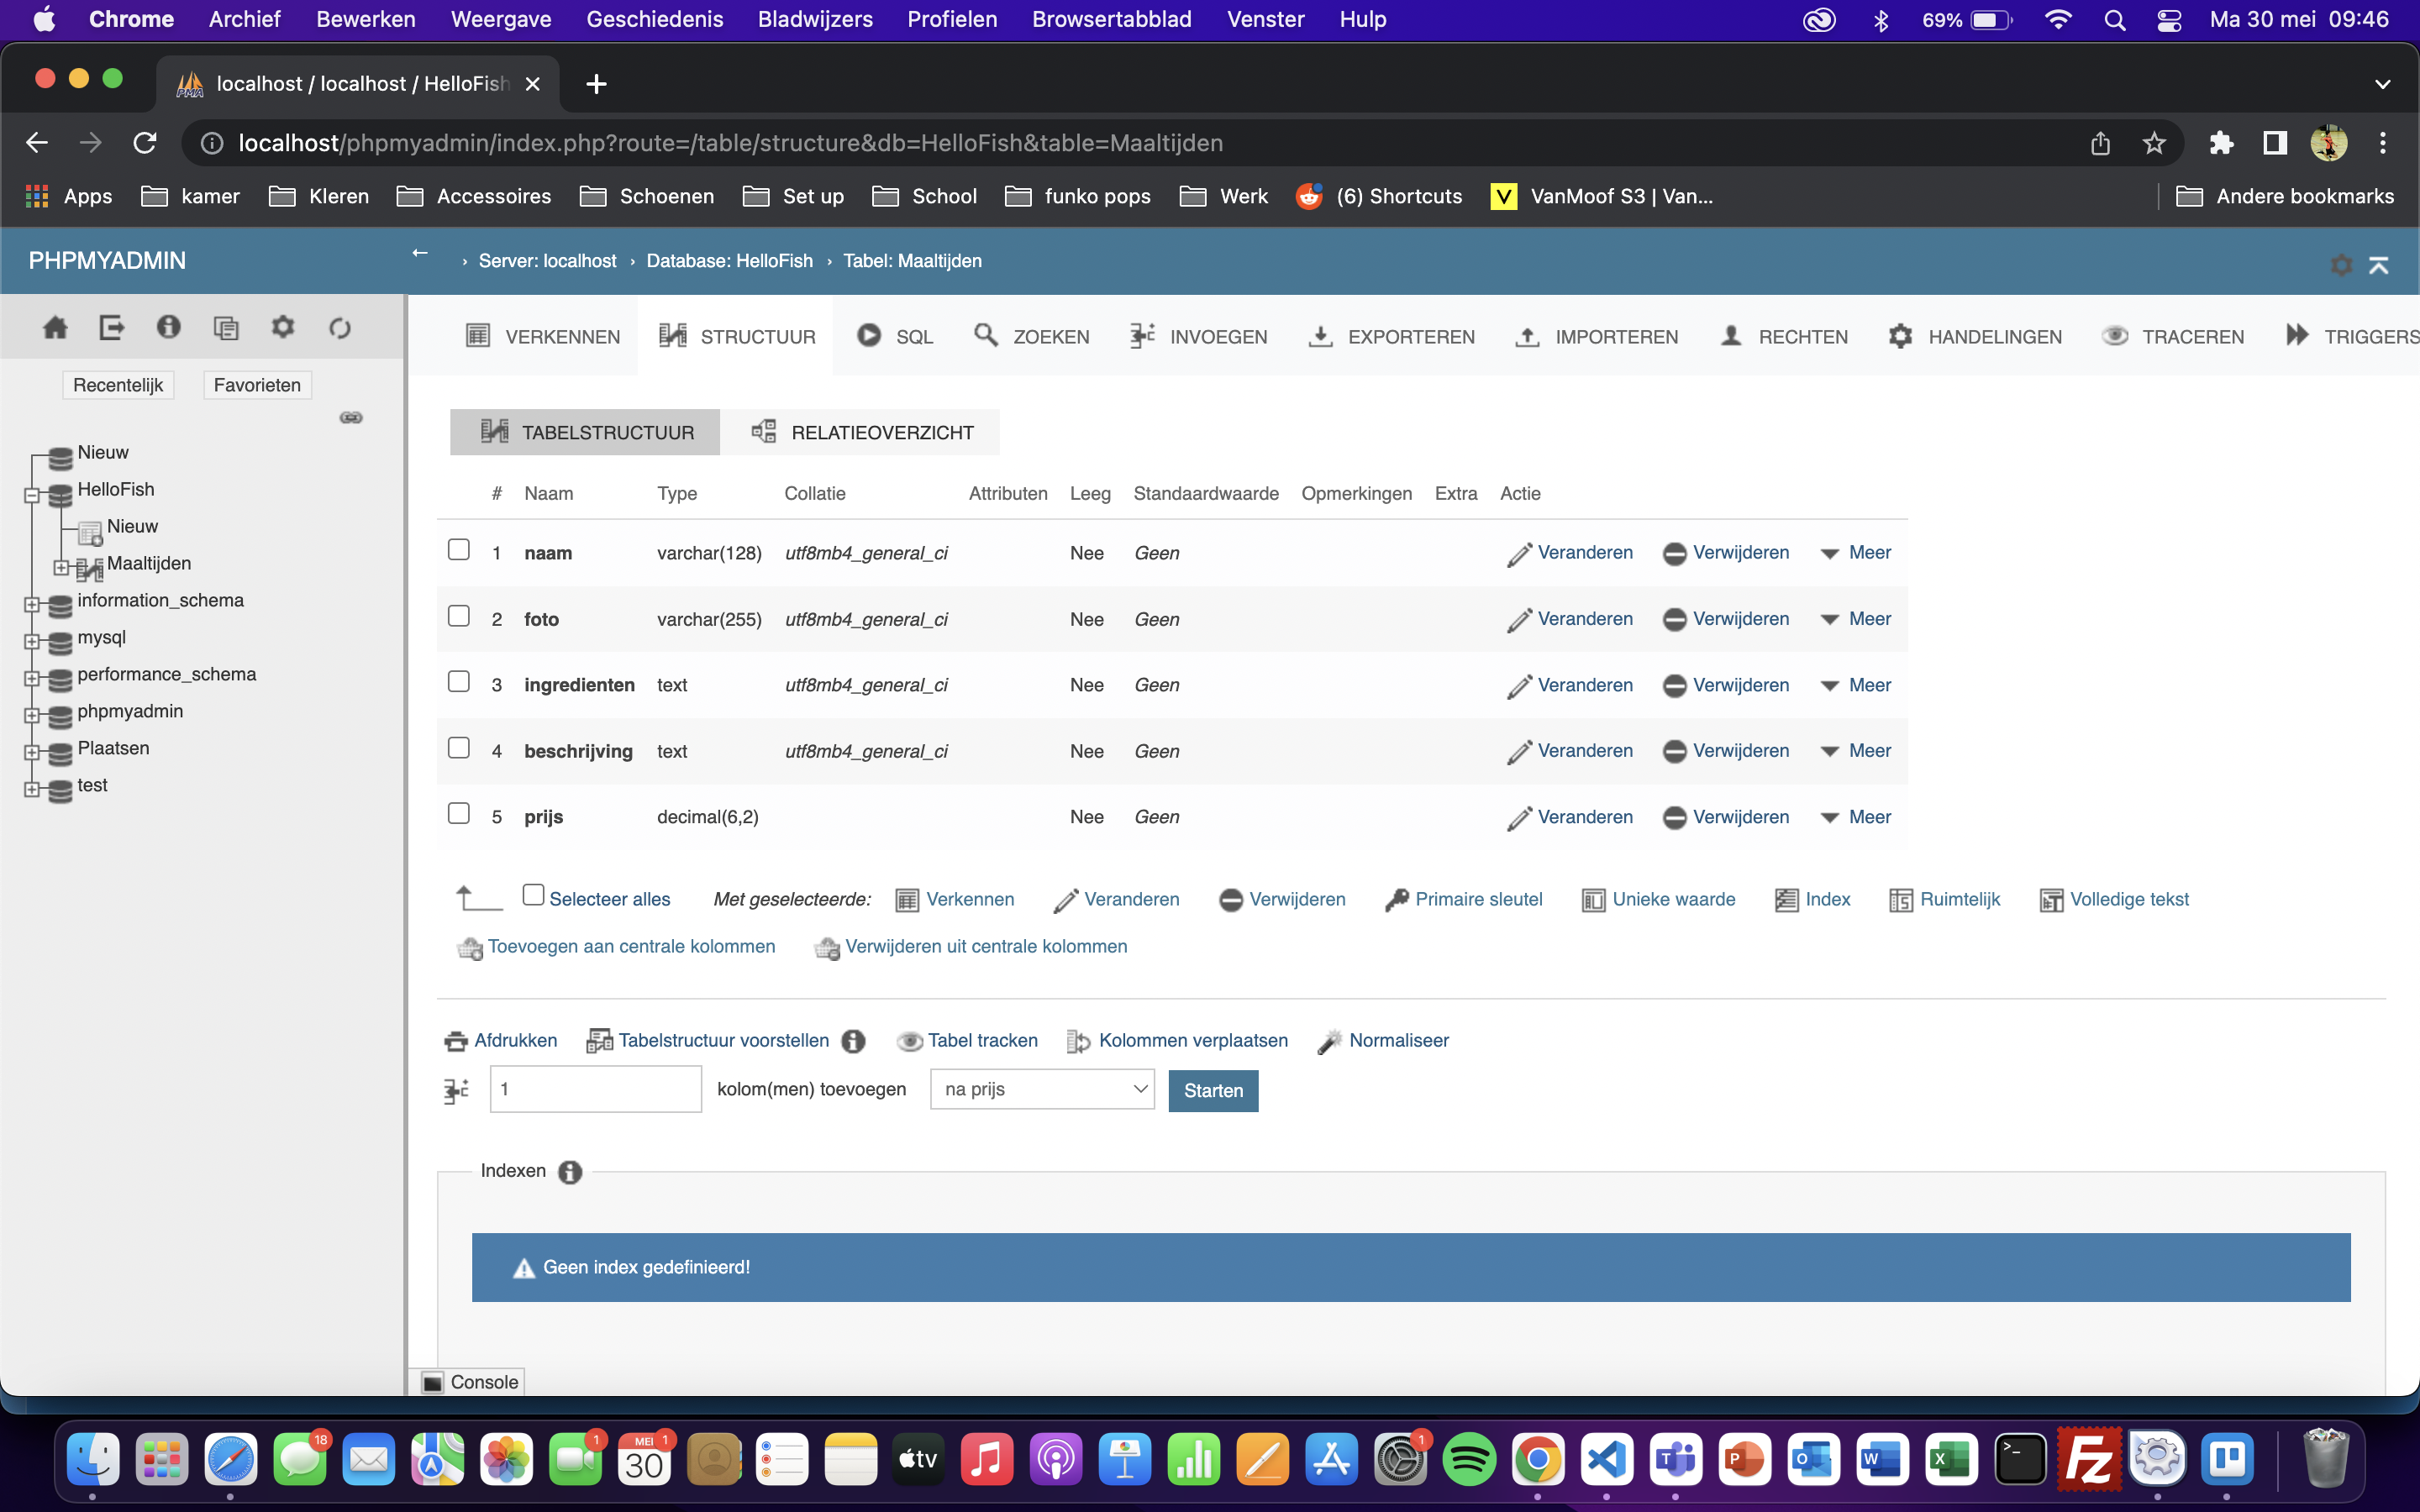 Chrome Archief Bewerken Weergave Geschiedenis Bladwijzers Profielen Browsertabblad Venster Hulp 69% Ma 30 mei 09:46
localhost / localhost / HelloFish
localhost/phpmyadmin/index.php?route=/table/structure&db=HelloFish&table=Maaltijden
Apps kamer Kleren Accessoires Schoenen Set up School funko pops Werk (6) Shortcuts V VanMoof S3 | Van... Andere bookmarks
PHPMYADMIN
Server: localhost › Database: HelloFish › Tabel: Maaltijden
Recentelijk Favorieten
Nieuw
HelloFish
Nieuw
Maaltijden
information_schema
mysql
performance_schema
phpmyadmin
Plaatsen
test
VERKENNEN STRUCTUUR SQL ZOEKEN INVOEGEN EXPORTEREN IMPORTEREN RECHTEN HANDELINGEN TRACEREN TRIGGERS
TABELSTRUCTUUR RELATIEOVERZICHT
# Naam Type Collatie Attributen Leeg Standaardwaarde Opmerkingen Extra Actie
1 naam varchar(128) utf8mb4_general_ci Nee Geen Veranderen Verwijderen Meer
2 foto varchar(255) utf8mb4_general_ci Nee Geen Veranderen Verwijderen Meer
3 ingredienten text utf8mb4_general_ci Nee Geen Veranderen Verwijderen Meer
4 beschrijving text utf8mb4_general_ci Nee Geen Veranderen Verwijderen Meer
5 prijs decimal(6,2) Nee Geen Veranderen Verwijderen Meer
Selecteer alles Met geselecteerde: Verkennen Veranderen Verwijderen Primaire sleutel Unieke waarde Index Ruimtelijk Volledige tekst
Toevoegen aan centrale kolommen Verwijderen uit centrale kolommen
Afdrukken Tabelstructuur voorstellen Tabel tracken Kolommen verplaatsen Normaliseer
1 kolom(men) toevoegen na prijs Starten
Indexen
Geen index gedefinieerd!
Console
18 1 MEI 30 1 tv 1 T P O W X >_ Fz